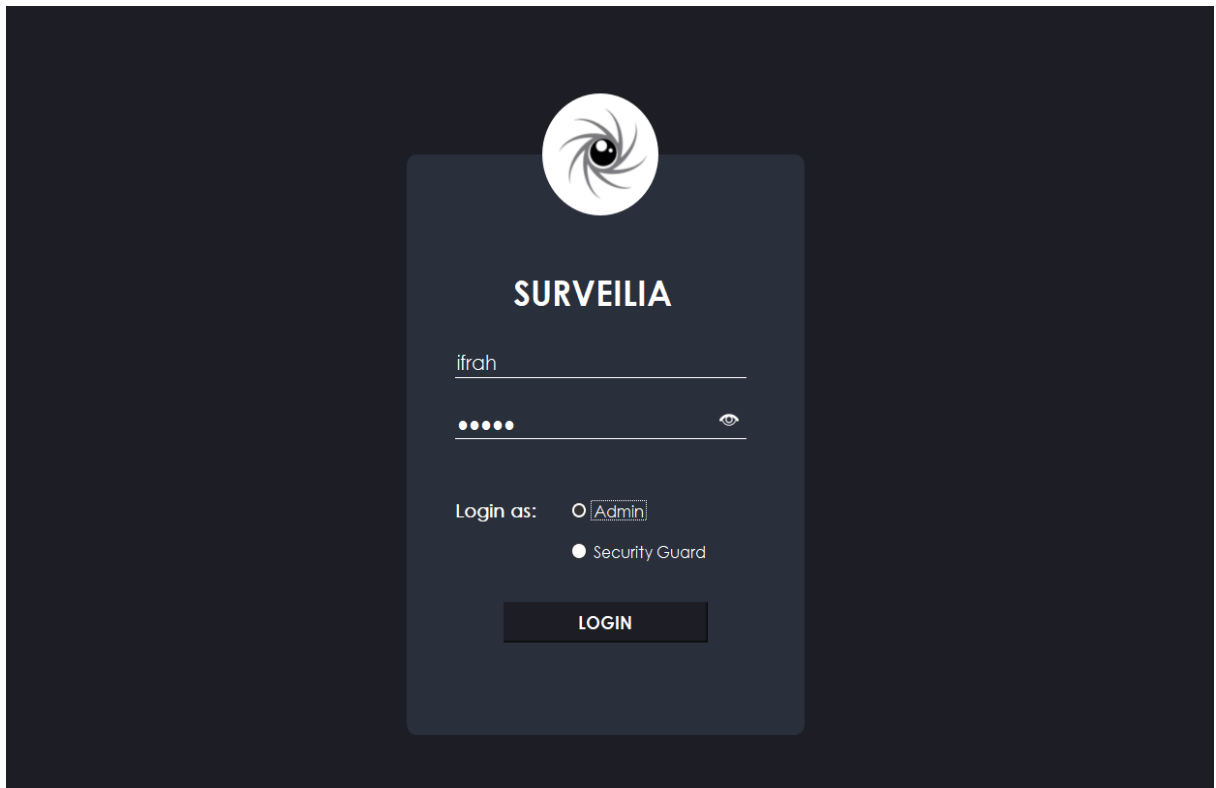 SURVEILIA
ifrah
●●●●●
Login as: Admin
Security Guard
LOGIN